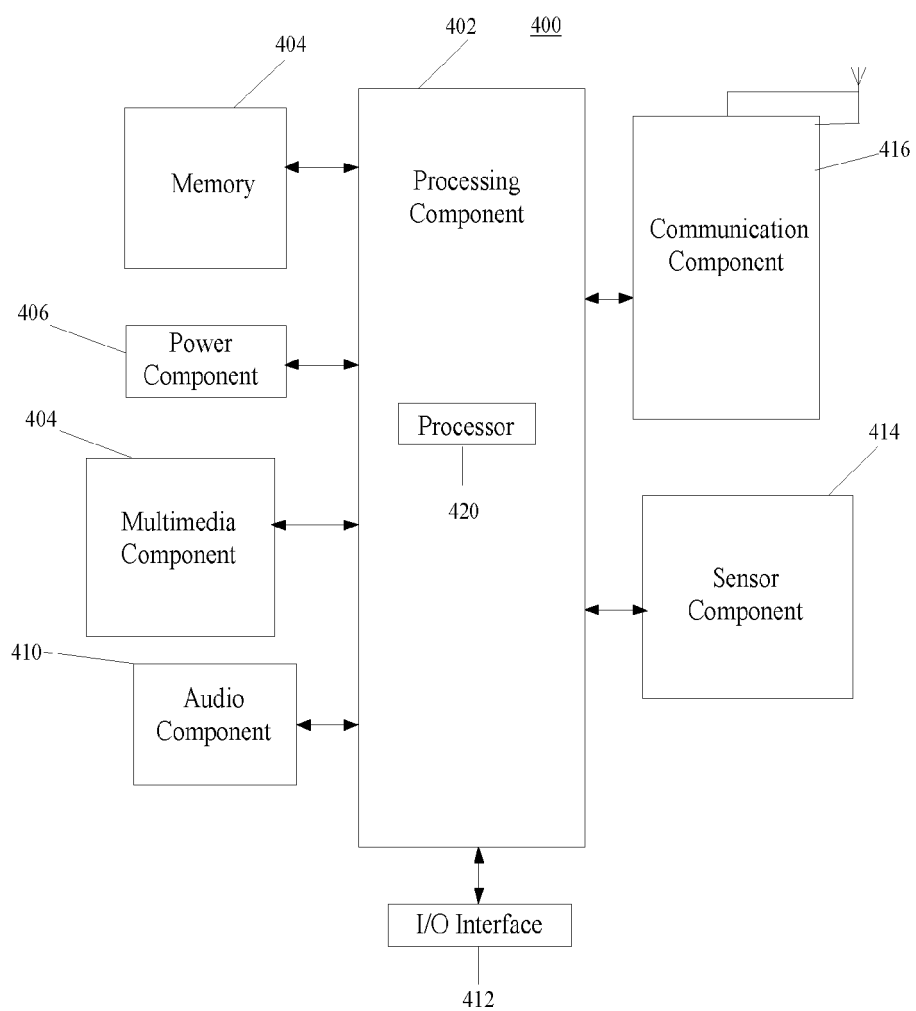 400
402
404
Memory
Processing
Component
416
Communication
Component
406
Power
Component
Processor
420
404
Multimedia
Component
414
Sensor
Component
410
Audio
Component
I/O Interface
412